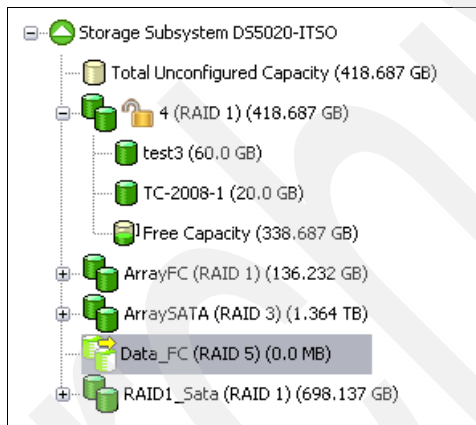 Storage Subsystem DS5020-ITSO
Total Unconfigured Capacity (418.687 GB)
4 (RAID 1) (418.687 GB)
test3 (60.0 GB)
TC-2008-1 (20.0 GB)
Free Capacity (338.687 GB)
ArrayFC (RAID 1) (136.232 GB)
ArraySATA (RAID 3) (1.364 TB)
Data_FC (RAID 5) (0.0 MB)
RAID1_Sata (RAID 1) (698.137 GB)